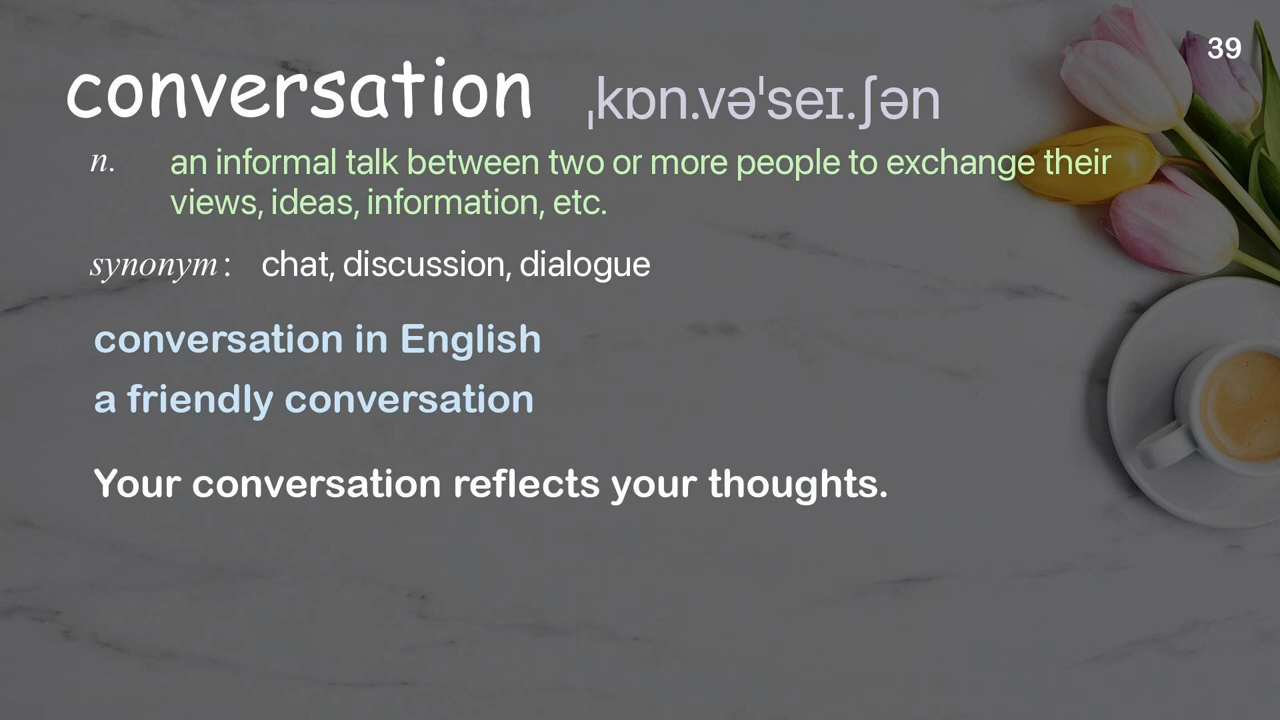 39
conversation ˌkɒn.vəˈseɪ.ʃən
n. an informal talk between two or more people to exchange their
views, ideas, information, etc.
synonym: chat, discussion, dialogue
conversation in English
a friendly conversation
Your conversation reflects your thoughts.